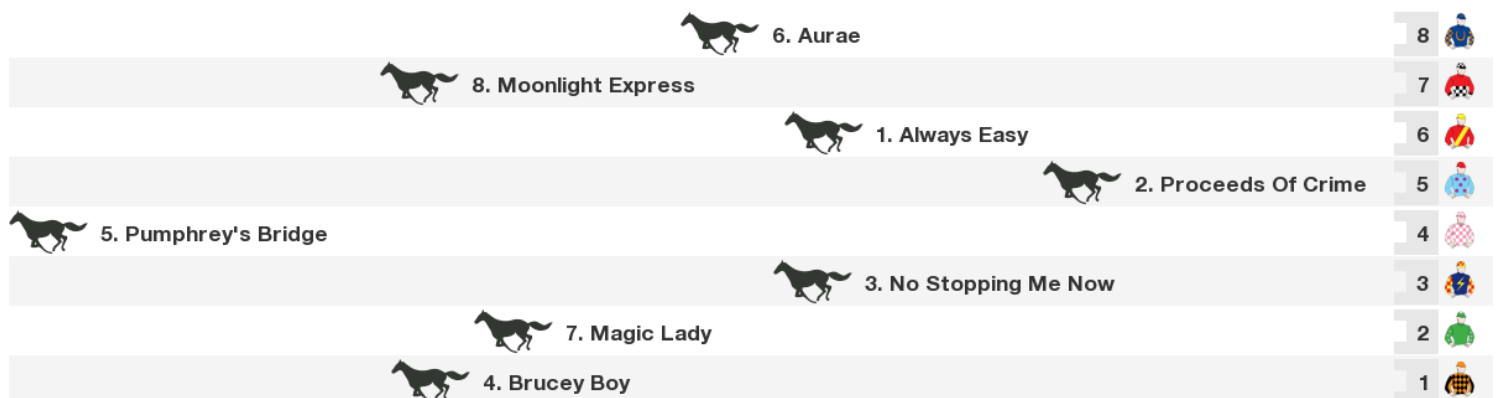 6. Aurae 8
8. Moonlight Express 7
1. Always Easy 6
2. Proceeds Of Crime 5
5. Pumphrey's Bridge 4
3. No Stopping Me Now 3
7. Magic Lady 2
4. Brucey Boy 1